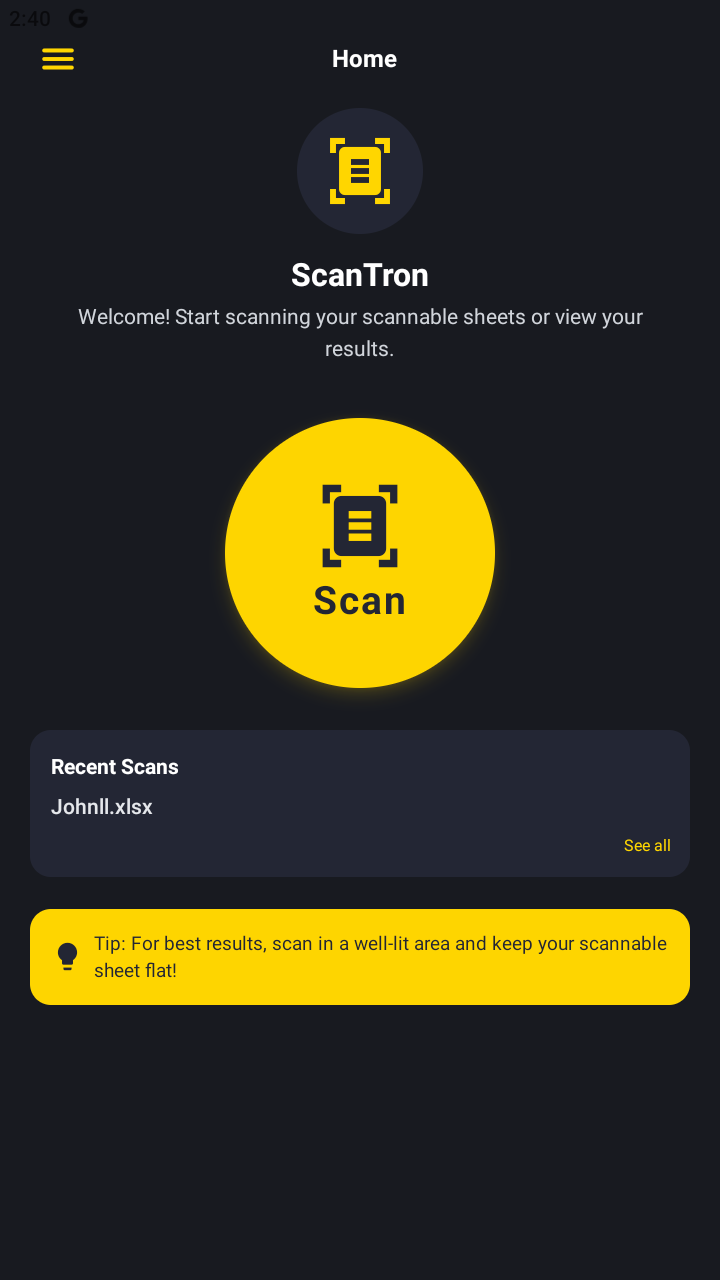 2:40 G
Home
ScanTron
Welcome! Start scanning your scannable sheets or view your
results.
Scan
Recent Scans
Johnll.xlsx
See all
Tip: For best results, scan in a well-lit area and keep your scannable
sheet flat!